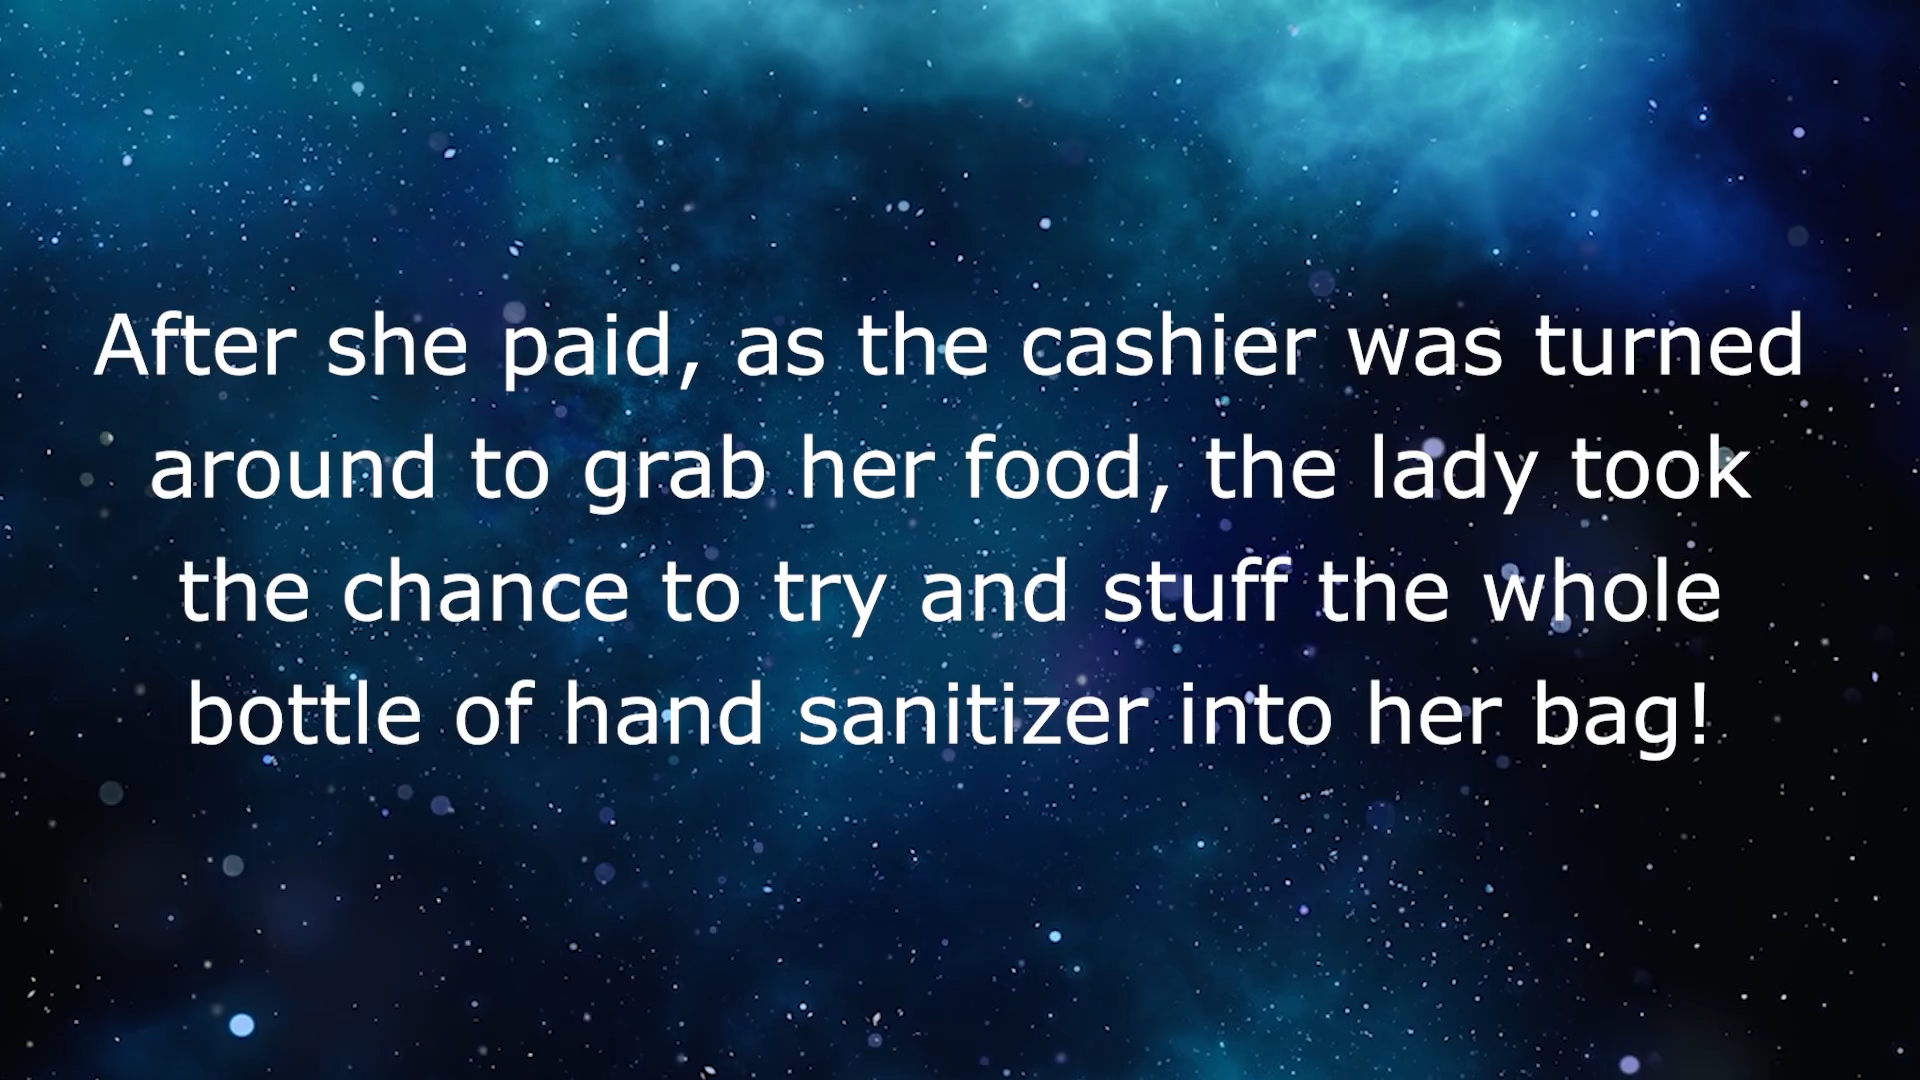 After she paid, as the cashier was turned
around to grab her food, the lady took
the chance to try and stuff the whole
bottle of hand sanitizer into her bag!